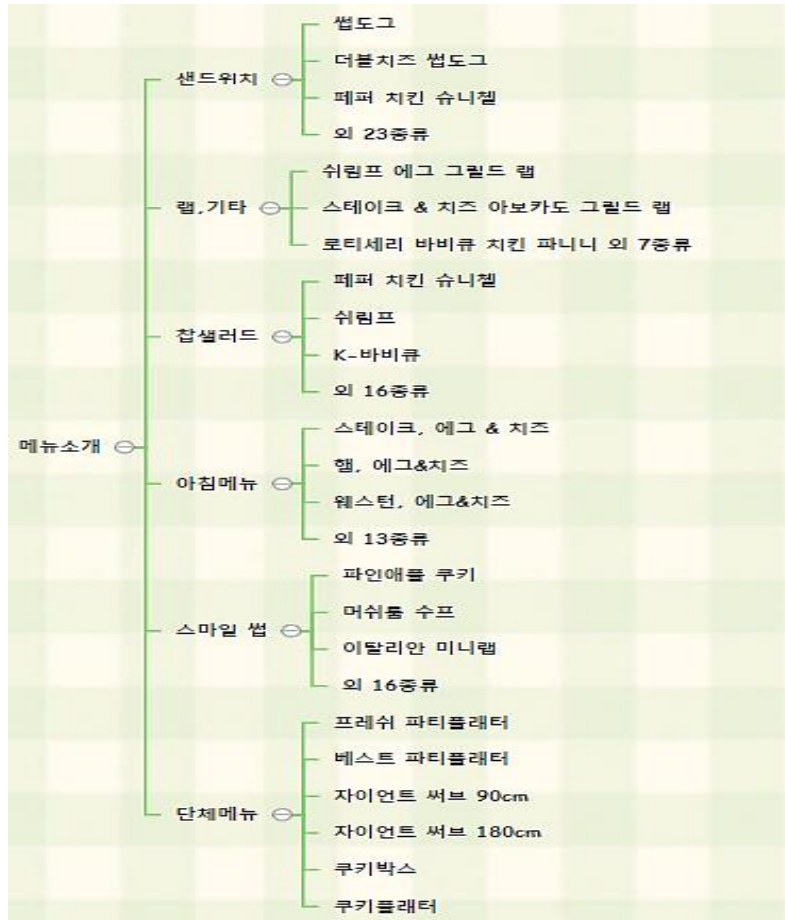 메뉴소개
샌드위치
썹도그
더블치즈 썹도그
페퍼 치킨 슈니첼
외 23종류
랩,기타
쉬림프 에그 그릴드 랩
스테이크 & 치즈 아보카도 그릴드 랩
로티세리 바비큐 치킨 파니니 외 7종류
찹샐러드
페퍼 치킨 슈니첼
쉬림프
K-바비큐
외 16종류
아침메뉴
스테이크, 에그 & 치즈
햄, 에그&치즈
웨스턴, 에그&치즈
외 13종류
스마일 썹
파인애플 쿠키
머쉬룸 수프
이탈리안 미니랩
외 16종류
단체메뉴
프레쉬 파티플래터
베스트 파티플래터
자이언트 써브 90cm
자이언트 써브 180cm
쿠키박스
쿠키플래터